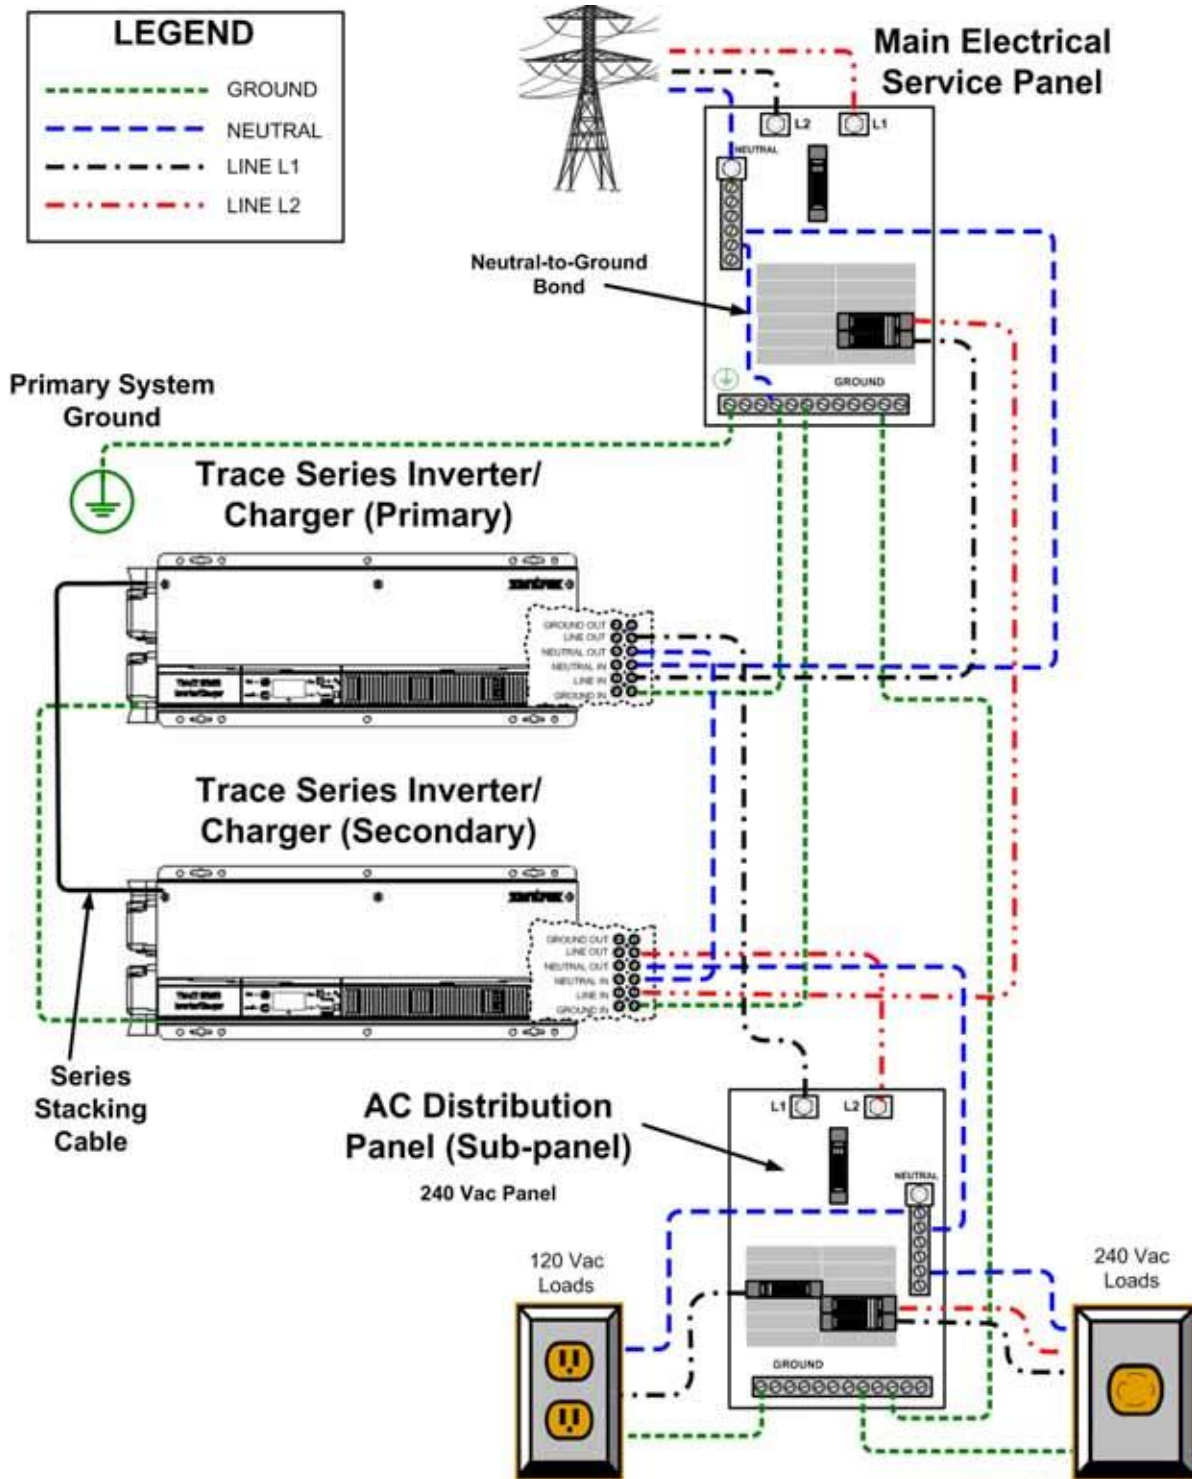 LEGEND
GROUND
NEUTRAL
LINE L1
LINE L2
Main Electrical
Service Panel
L2
L1
NEUTRAL
Neutral-to-Ground
Bond
GROUND
Primary System
Ground
Trace Series Inverter/
Charger (Primary)
GROUND OUT
LINE OUT
NEUTRAL OUT
NEUTRAL IN
LINE IN
GROUND IN
Trace Series Inverter/
Charger (Secondary)
GROUND OUT
LINE OUT
NEUTRAL OUT
NEUTRAL IN
LINE IN
GROUND IN
Series
Stacking
Cable
AC Distribution
Panel (Sub-panel)
240 Vac Panel
L1
L2
NEUTRAL
120 Vac
Loads
240 Vac
Loads
GROUND